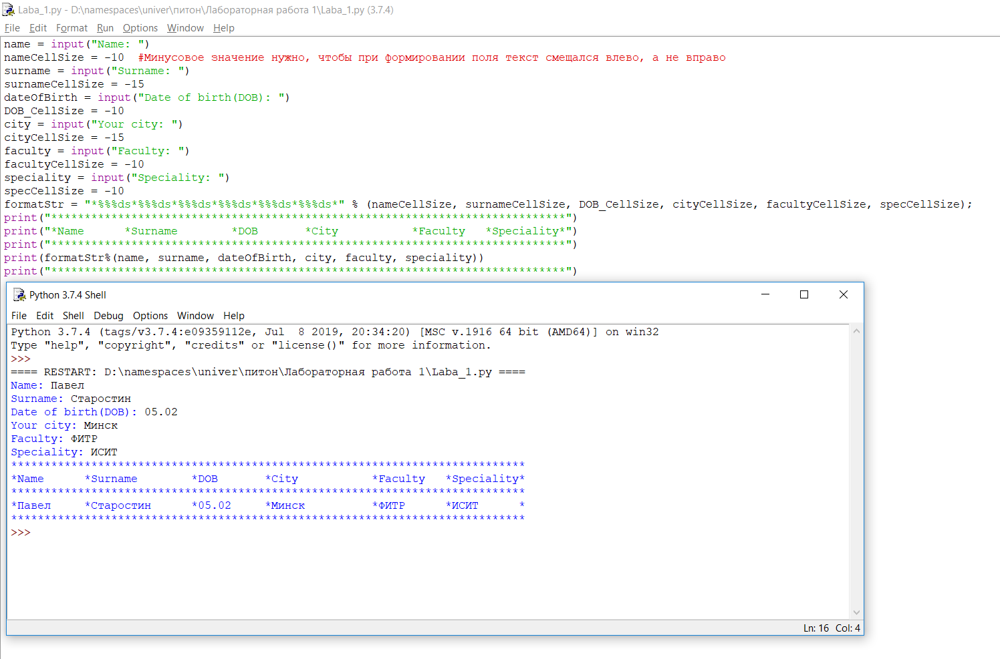 Laba_1.py - D:\namespaces\univer\питон\Лабораторная работа 1\Laba_1.py (3.7.4)
File Edit Format Run Options Window Help
name = input("Name: ")
nameCellSize = -10  #Минусовое значение нужно, чтобы при формировании поля текст смещался влево, а не вправо
surname = input("Surname: ")
surnameCellSize = -15
dateOfBirth = input("Date of birth(DOB): ")
DOB_CellSize = -10
city = input("Your city: ")
cityCellSize = -15
faculty = input("Faculty: ")
facultyCellSize = -10
speciality = input("Speciality: ")
specCellSize = -10
formatStr = "*%%%ds*%%%ds*%%%ds*%%%ds*%%%ds*%%%ds*" % (nameCellSize, surnameCellSize, DOB_CellSize, cityCellSize, facultyCellSize, specCellSize);
print("*****************************************************************************")
print("*Name      *Surname        *DOB       *City           *Faculty   *Speciality*")
print("*****************************************************************************")
print(formatStr%(name, surname, dateOfBirth, city, faculty, speciality))
print("*****************************************************************************")
Python 3.7.4 Shell
File Edit Shell Debug Options Window Help
Python 3.7.4 (tags/v3.7.4:e09359112e, Jul  8 2019, 20:34:20) [MSC v.1916 64 bit (AMD64)] on win32
Type "help", "copyright", "credits" or "license()" for more information.
>>>
==== RESTART: D:\namespaces\univer\питон\Лабораторная работа 1\Laba_1.py ====
Name: Павел
Surname: Старостин
Date of birth(DOB): 05.02
Your city: Минск
Faculty: ФИТР
Speciality: ИСИТ
*****************************************************************************
*Name      *Surname        *DOB       *City           *Faculty   *Speciality*
*****************************************************************************
*Павел     *Старостин      *05.02     *Минск          *ФИТР      *ИСИТ      *
*****************************************************************************
>>>
Ln: 16 Col: 4